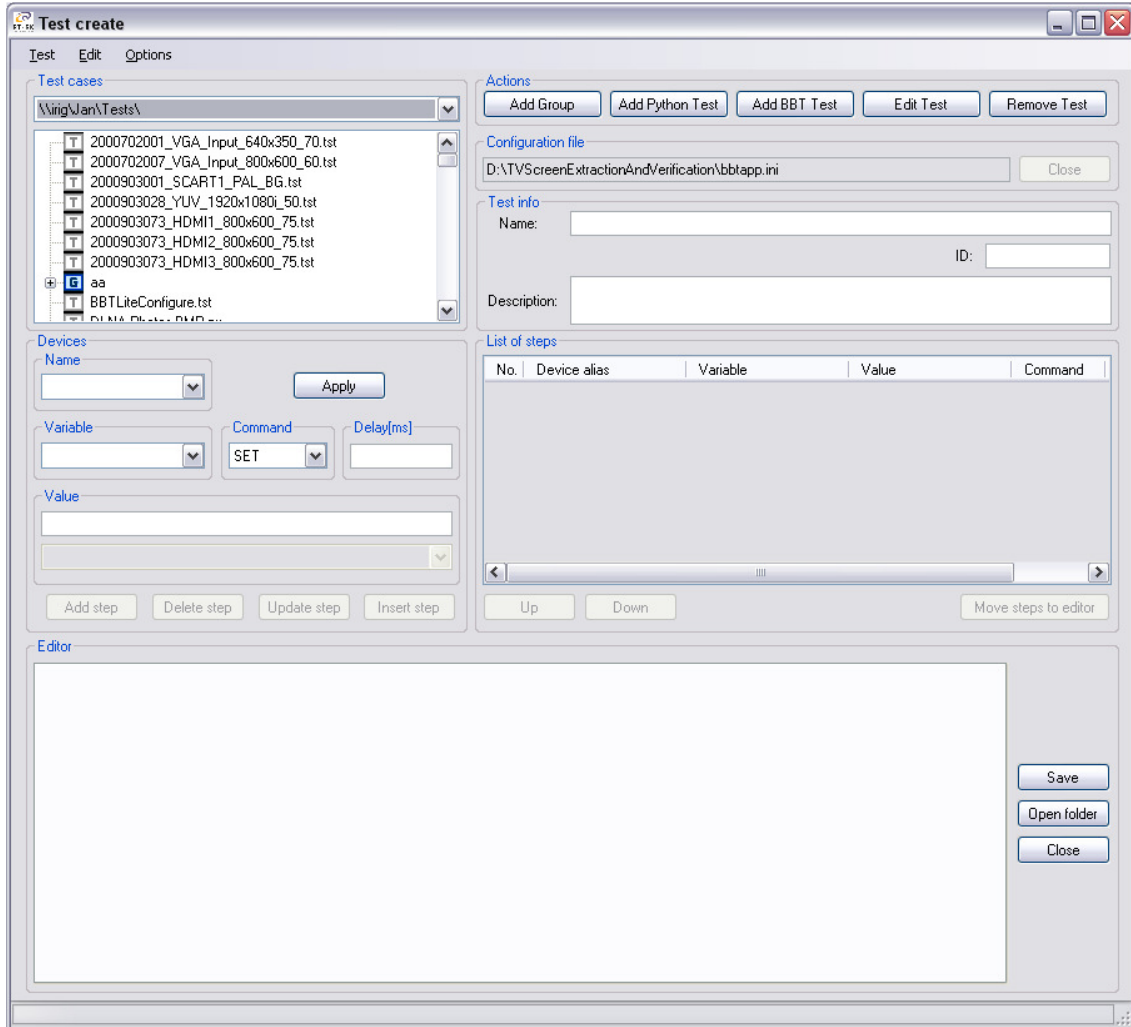 RT-RK Test create
Test Edit Options
Test cases
\\irig\Jan\Tests\
T 2000702001_VGA_Input_640x350_70.tst
T 2000702007_VGA_Input_800x600_60.tst
T 2000903001_SCART1_PAL_BG.tst
T 2000903028_YUV_1920x1080i_50.tst
T 2000903073_HDMI1_800x600_75.tst
T 2000903073_HDMI2_800x600_75.tst
T 2000903073_HDMI3_800x600_75.tst
G aa
T BBTLiteConfigure.tst
Actions
Add Group Add Python Test Add BBT Test Edit Test Remove Test
Configuration file
D:\TVScreenExtractionAndVerification\bbtapp.ini Close
Test info
Name:
ID:
Description:
Devices
Name
Apply
Variable Command Delay[ms]
SET
Value
Add step Delete step Update step Insert step
List of steps
No. Device alias Variable Value Command
Up Down Move steps to editor
Editor
Save
Open folder
Close